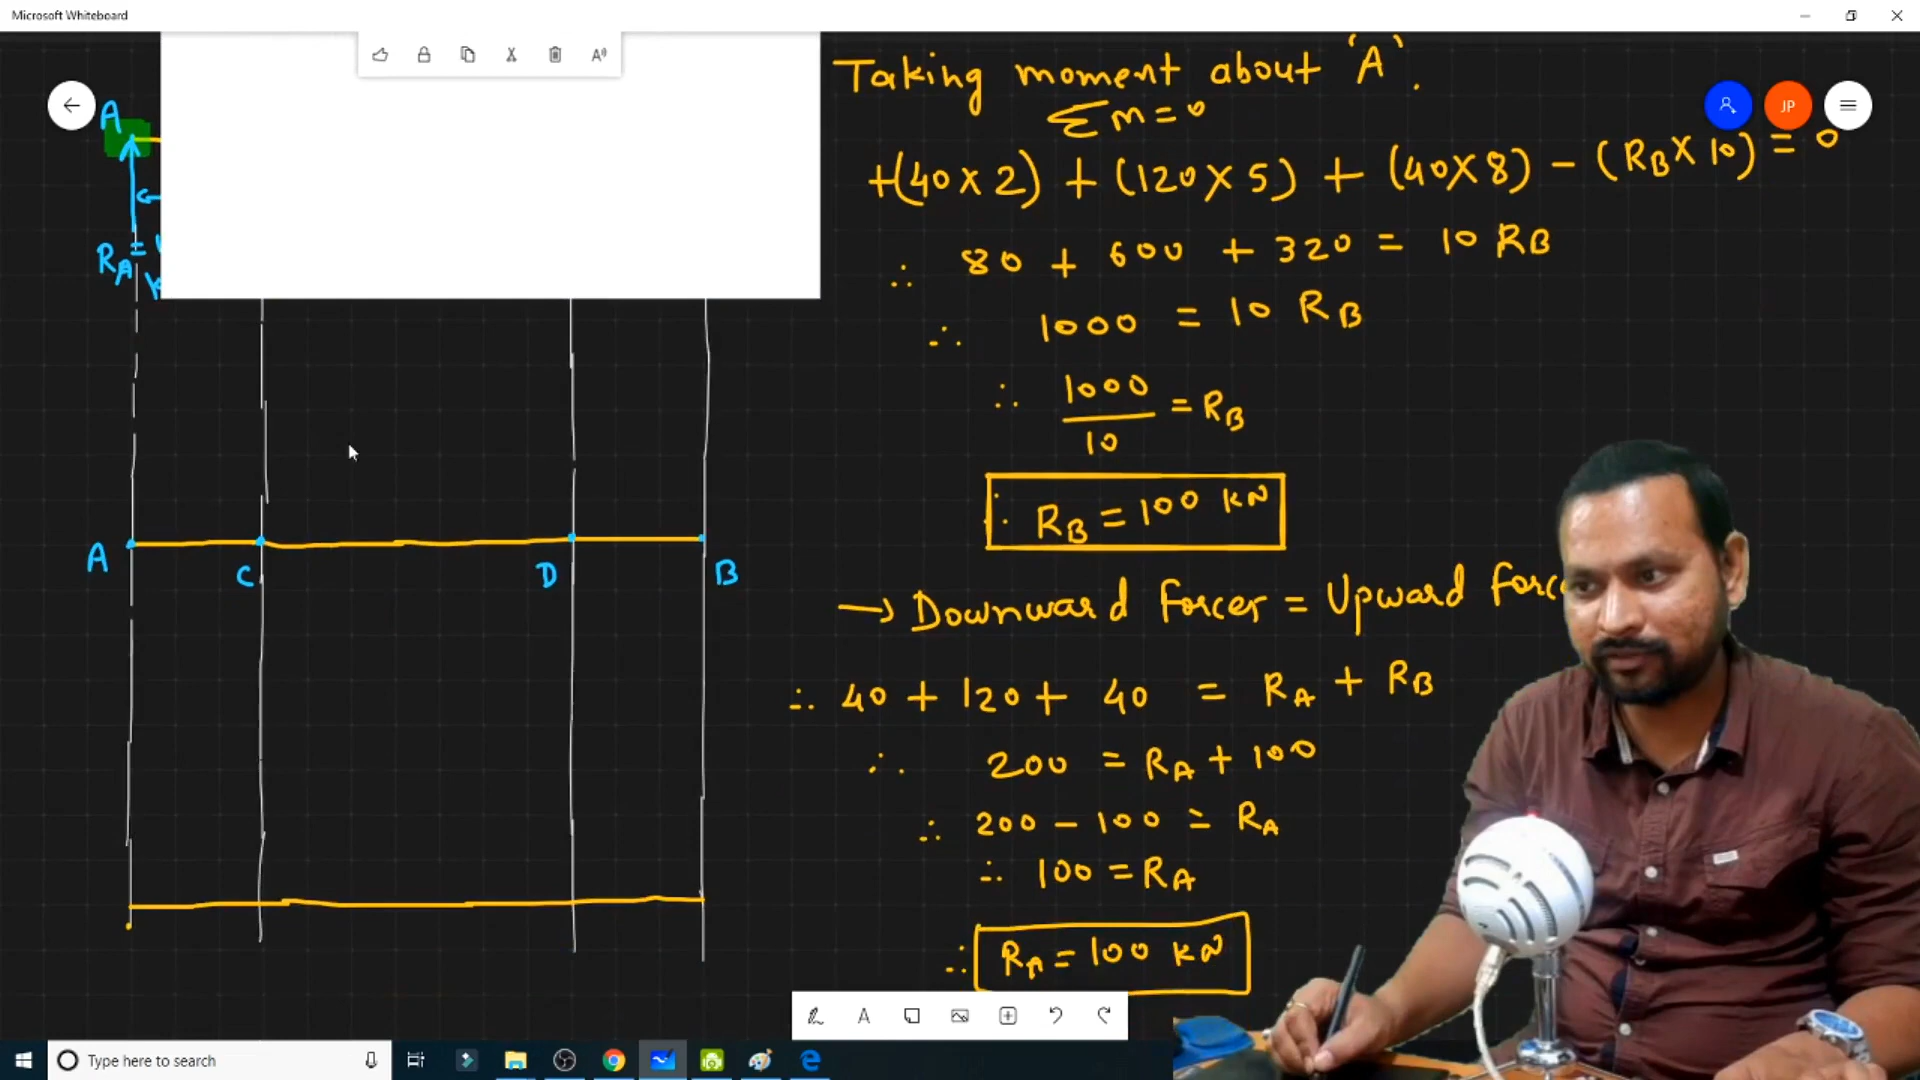 Microsoft Whiteboard
A
RA =
Taking moment about 'A'.
Σm = 0
+(40 x 2) + (120 x 5) + (40 x 8) - (RB x 10) = 0
∴ 80 + 600 + 320 = 10 RB
∴ 1000 = 10 RB
∴ 1000/10 = RB
∴ RB = 100 kN
→ Downward forces = Upward force
∴ 40 + 120 + 40 = RA + RB
∴ 200 = RA + 100
∴ 200 - 100 = RA
∴ 100 = RA
∴ RA = 100 kN
A C D B
JP
Type here to search